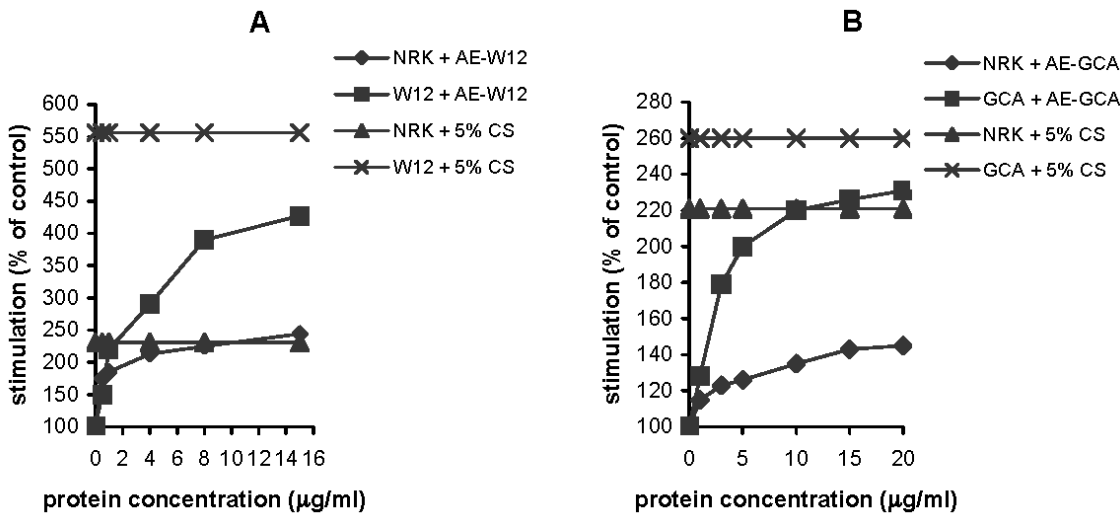 A
NRK + AE-W12
W12 + AE-W12
NRK + 5% CS
W12 + 5% CS
stimulation (% of control)
600
550
500
450
400
350
300
250
200
150
100
0 2 4 6 8 10 12 14 16
protein concentration (μg/ml)
B
NRK + AE-GCA
GCA + AE-GCA
NRK + 5% CS
GCA + 5% CS
stimulation (% of control)
280
260
240
220
200
180
160
140
120
100
0 5 10 15 20
protein concentration (μg/ml)